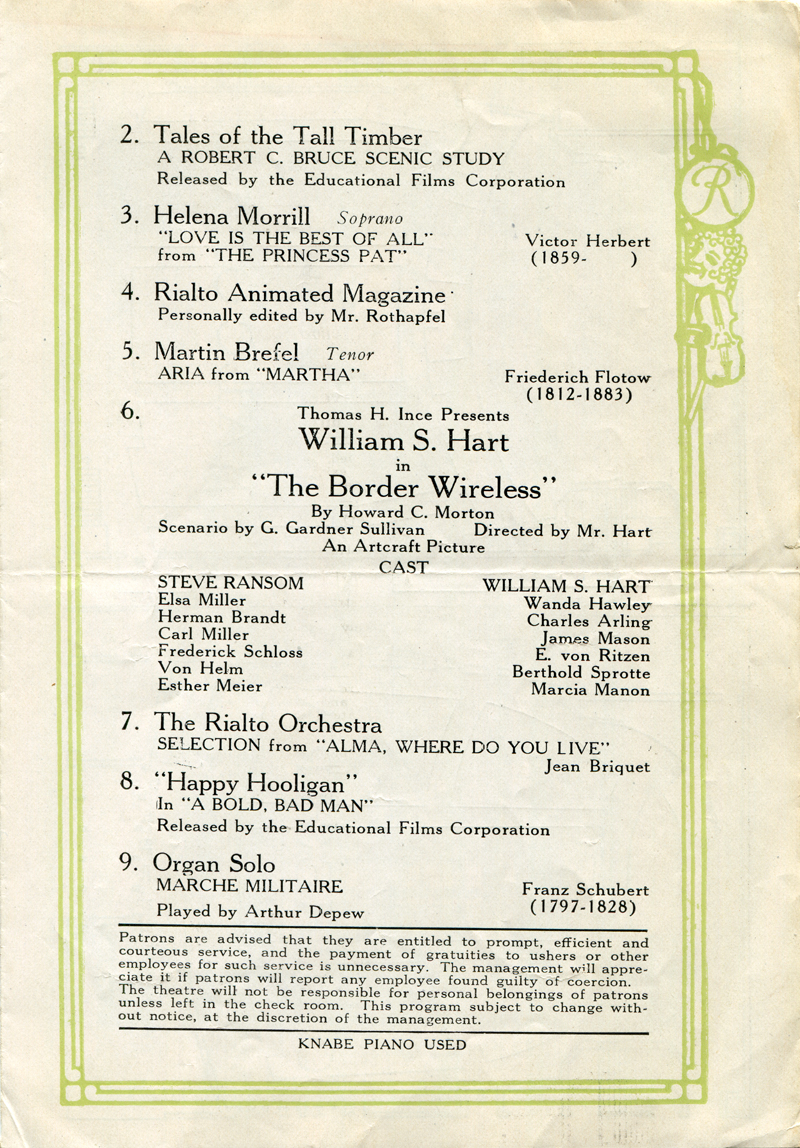 R
2. Tales of the Tall Timber
A ROBERT C. BRUCE SCENIC STUDY
Released by the Educational Films Corporation
3. Helena Morrill Soprano
"LOVE IS THE BEST OF ALL" Victor Herbert
from "THE PRINCESS PAT" (1859- )
4. Rialto Animated Magazine
Personally edited by Mr. Rothapfel
5. Martin Brefel Tenor
ARIA from "MARTHA" Friederich Flotow
(1812-1883)
6. Thomas H. Ince Presents
William S. Hart
in
"The Border Wireless"
By Howard C. Morton
Scenario by G. Gardner Sullivan Directed by Mr. Hart
An Artcraft Picture
CAST
STEVE RANSOM WILLIAM S. HART
Elsa Miller Wanda Hawley
Herman Brandt Charles Arling
Carl Miller James Mason
Frederick Schloss E. von Ritzen
Von Helm Berthold Sprotte
Esther Meier Marcia Manon
7. The Rialto Orchestra
SELECTION from "ALMA, WHERE DO YOU LIVE"
Jean Briquet
8. "Happy Hooligan"
In "A BOLD, BAD MAN"
Released by the Educational Films Corporation
9. Organ Solo
MARCHE MILITAIRE Franz Schubert
Played by Arthur Depew (1797-1828)
Patrons are advised that they are entitled to prompt, efficient and
courteous service, and the payment of gratuities to ushers or other
employees for such service is unnecessary. The management will appre-
ciate it if patrons will report any employee found guilty of coercion.
The theatre will not be responsible for personal belongings of patrons
unless left in the check room. This program subject to change with-
out notice, at the discretion of the management.
KNABE PIANO USED